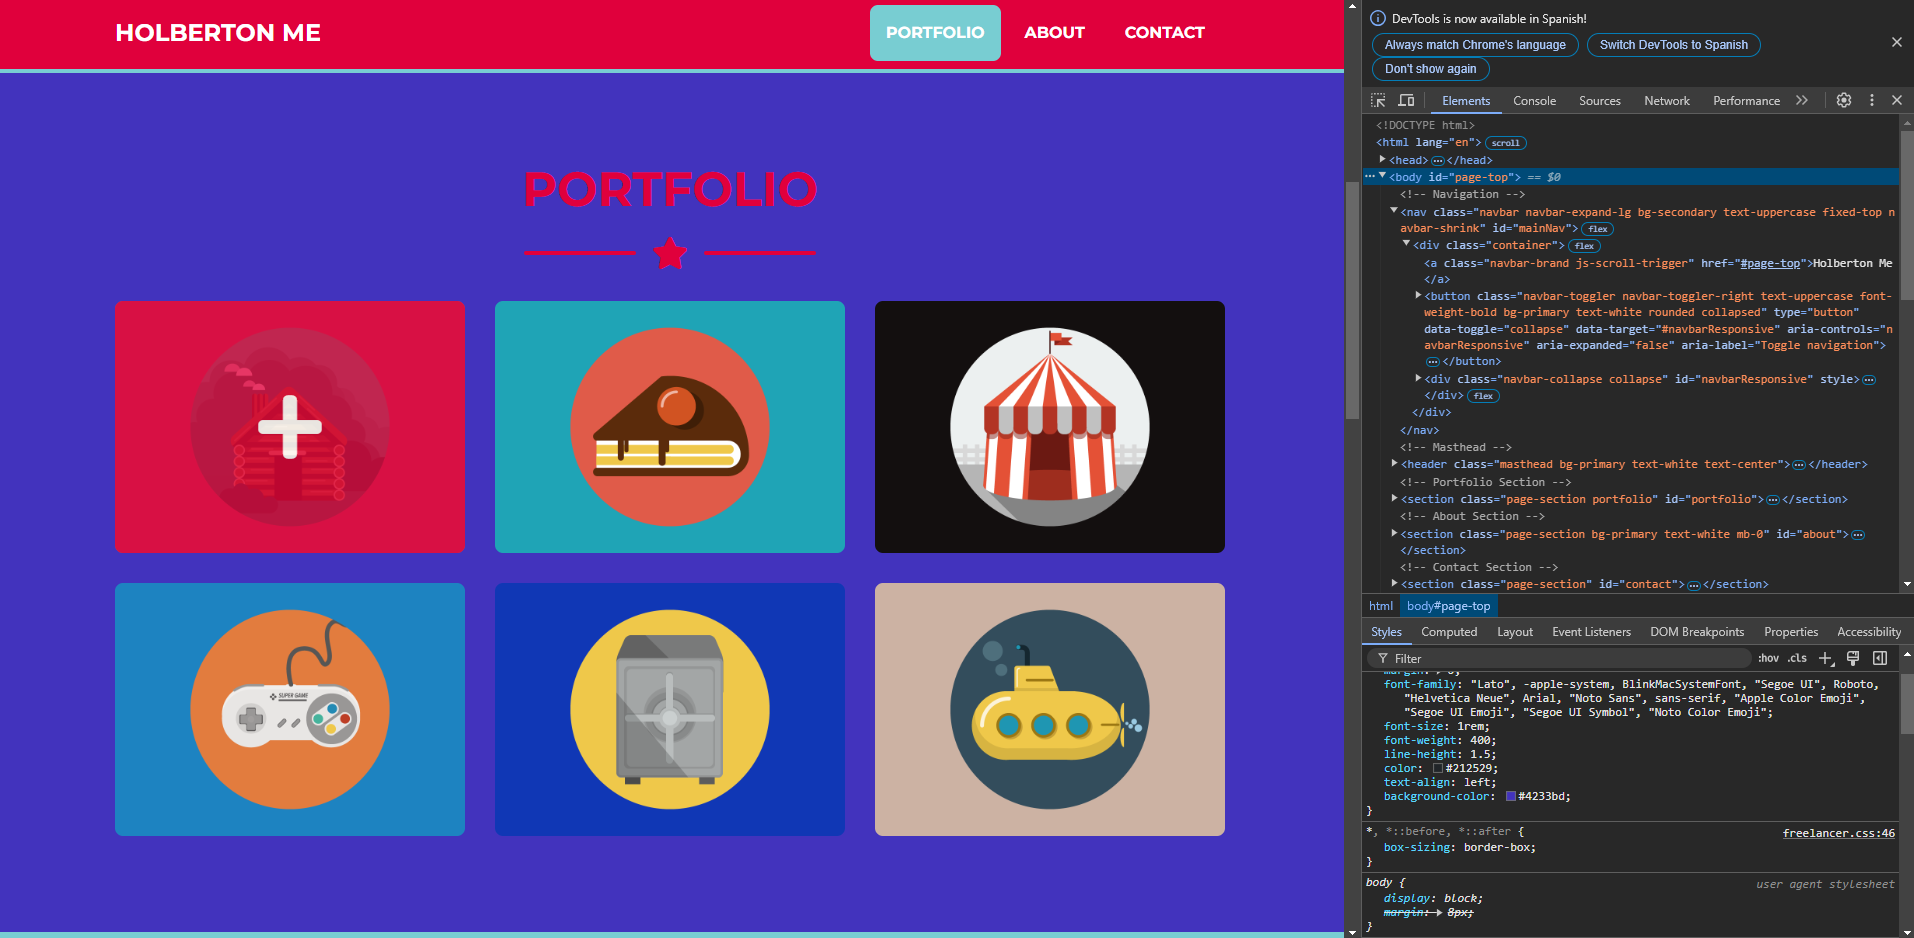 HOLBERTON ME
PORTFOLIO
ABOUT
CONTACT
PORTFOLIO
SUPER GAME
DevTools is now available in Spanish!
Always match Chrome's language
Switch DevTools to Spanish
Don't show again
Elements
Console
Sources
Network
Performance
<!DOCTYPE html>
<html lang="en"> scroll
<head> ... </head>
... <body id="page-top"> == $0
<!-- Navigation -->
<nav class="navbar navbar-expand-lg bg-secondary text-uppercase fixed-top n
avbar-shrink" id="mainNav"> flex
<div class="container"> flex
<a class="navbar-brand js-scroll-trigger" href="#page-top">Holberton Me
</a>
<button class="navbar-toggler navbar-toggler-right text-uppercase font-
weight-bold bg-primary text-white rounded collapsed" type="button"
data-toggle="collapse" data-target="#navbarResponsive" aria-controls="n
avbarResponsive" aria-expanded="false" aria-label="Toggle navigation">
... </button>
<div class="navbar-collapse collapse" id="navbarResponsive" style> ...
</div> flex
</div>
</nav>
<!-- Masthead -->
<header class="masthead bg-primary text-white text-center"> ... </header>
<!-- Portfolio Section -->
<section class="page-section portfolio" id="portfolio"> ... </section>
<!-- About Section -->
<section class="page-section bg-primary text-white mb-0" id="about"> ...
</section>
<!-- Contact Section -->
<section class="page-section" id="contact"> ... </section>
html
body#page-top
Styles
Computed
Layout
Event Listeners
DOM Breakpoints
Properties
Accessibility
Filter
:hov .cls
margin: 0;
font-family: "Lato", -apple-system, BlinkMacSystemFont, "Segoe UI", Roboto,
"Helvetica Neue", Arial, "Noto Sans", sans-serif, "Apple Color Emoji",
"Segoe UI Emoji", "Segoe UI Symbol", "Noto Color Emoji";
font-size: 1rem;
font-weight: 400;
line-height: 1.5;
color: #212529;
text-align: left;
background-color: #4233bd;
}
*, *::before, *::after {
freelancer.css:46
box-sizing: border-box;
}
body {
user agent stylesheet
display: block;
margin: 8px;
}